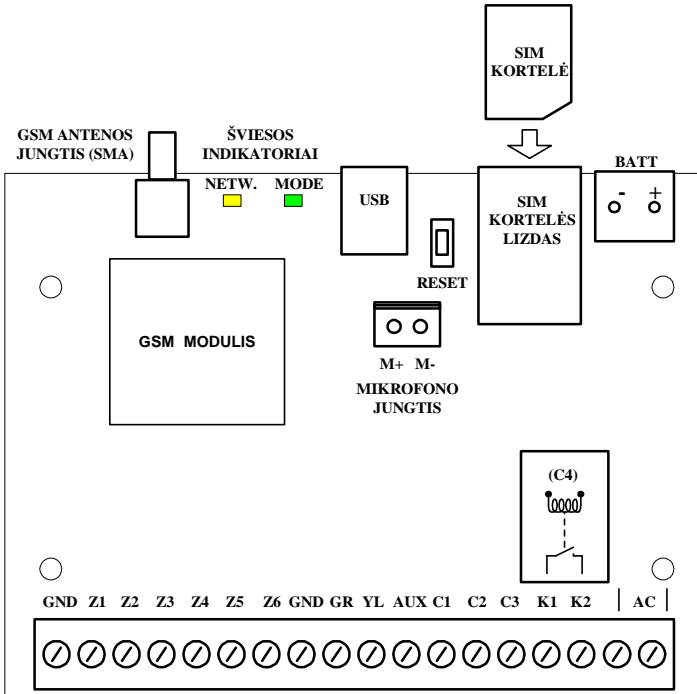 SIM
KORTELĖ
GSM ANTENOS
JUNGTIS (SMA)
ŠVIESOS
INDIKATORIAI
NETW. MODE
BATT
- +
USB
SIM
KORTELĖS
LIZDAS
RESET
GSM MODULIS
M+ M-
MIKROFONO
JUNGTIS
(C4)
GND Z1 Z2 Z3 Z4 Z5 Z6 GND GR YL AUX C1 C2 C3 K1 K2 | AC |